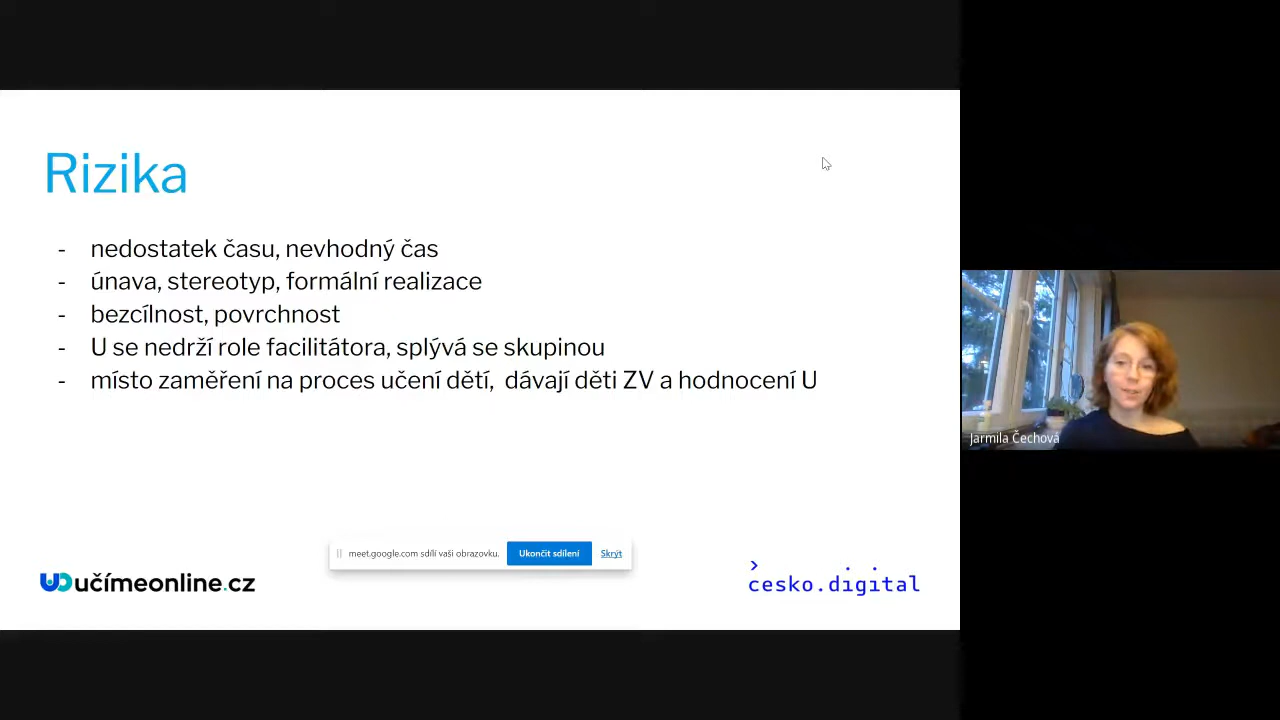 Rizika
- nedostatek času, nevhodný čas
- únava, stereotyp, formální realizace
- bezcílnost, povrchnost
- U se nedrží role facilitátora, splývá se skupinou
- místo zaměření na proces učení dětí,  dávají děti ZV a hodnocení U
Jarmila Čechová
meet.google.com sdílí vaši obrazovku. Ukončit sdílení Skrýt
učímeonline.cz
cesko.digital